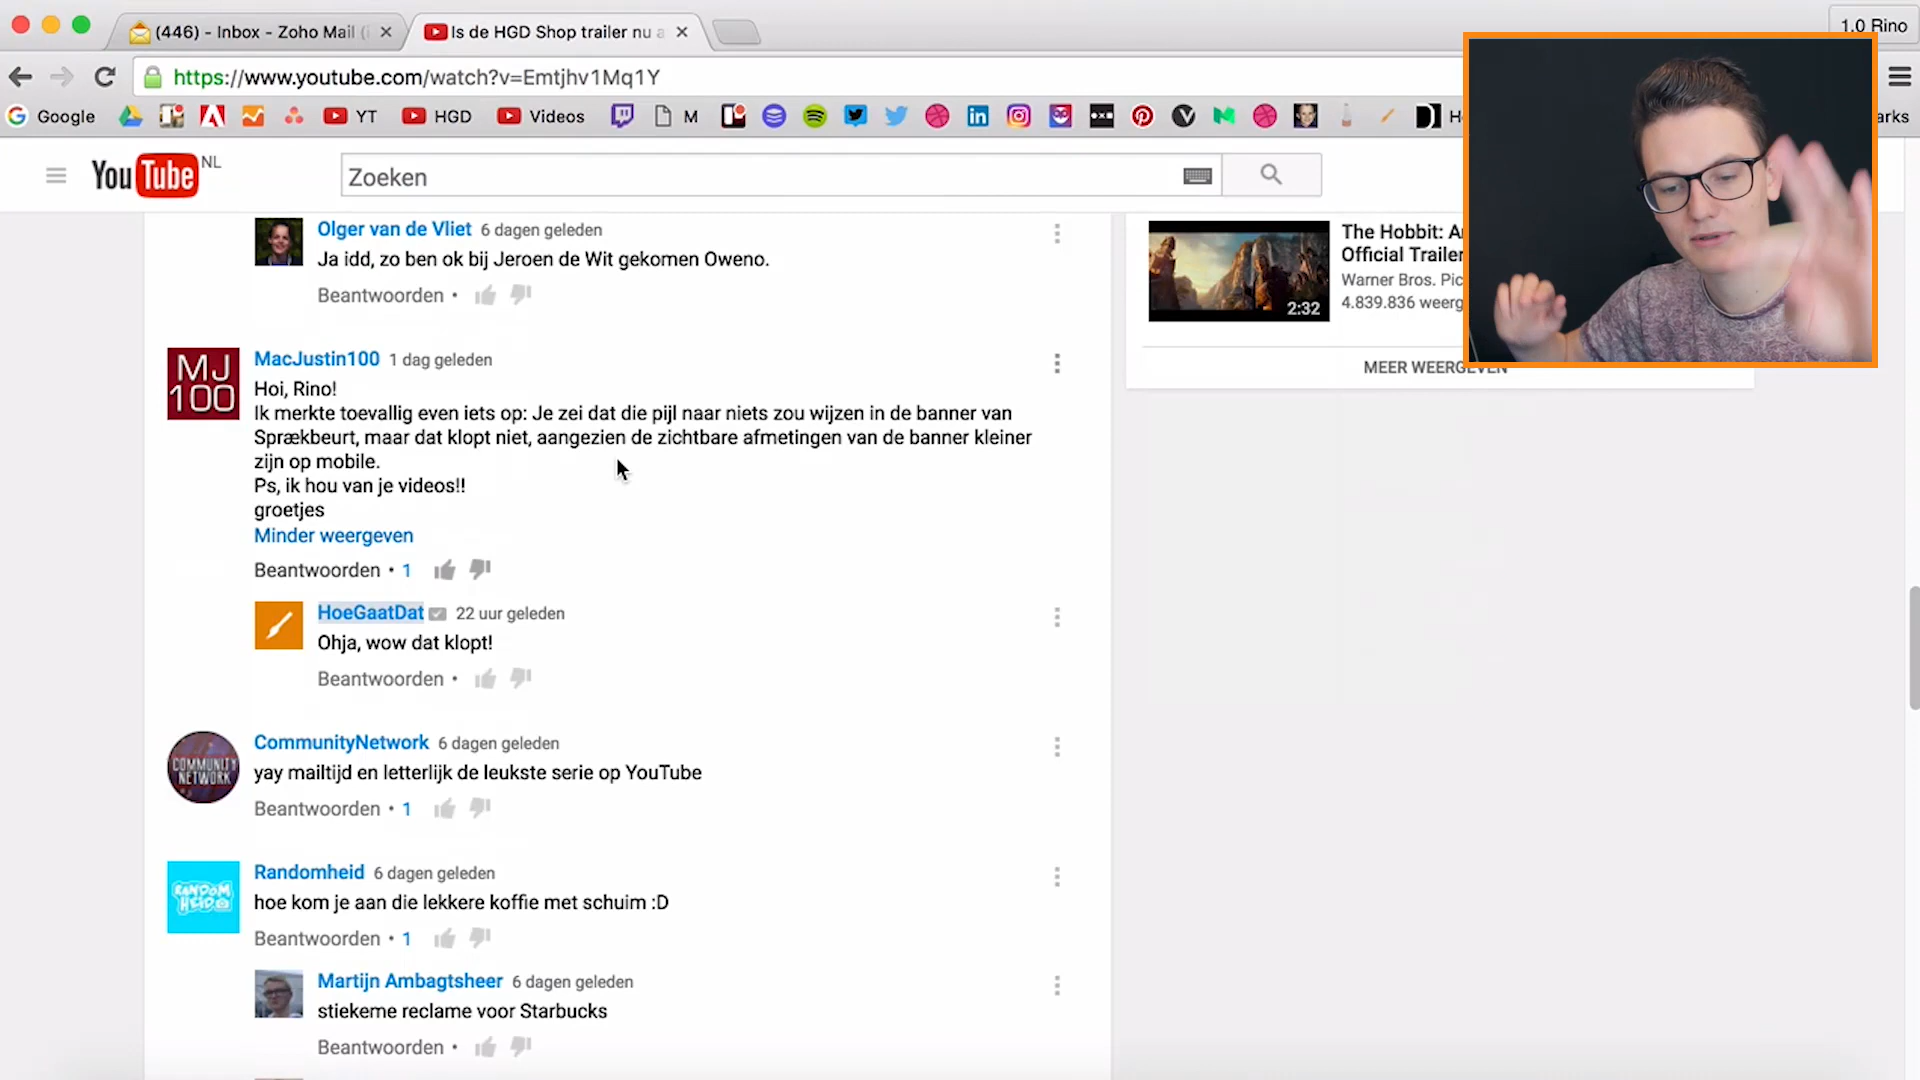 (446) - Inbox - Zoho Mail
Is de HGD Shop trailer nu a
1.0 Rino
https://www.youtube.com/watch?v=Emtjhv1Mq1Y
Google
YT
HGD
Videos
M
YouTube NL
Zoeken
Olger van de Vliet 6 dagen geleden
Ja idd, zo ben ok bij Jeroen de Wit gekomen Oweno.
Beantwoorden •
The Hobbit: A
Official Trailer
Warner Bros. Pic
4.839.836 weerg
2:32
MEER WEERGEVEN
MJ
100
MacJustin100 1 dag geleden
Hoi, Rino!
Ik merkte toevallig even iets op: Je zei dat die pijl naar niets zou wijzen in de banner van
Sprækbeurt, maar dat klopt niet, aangezien de zichtbare afmetingen van de banner kleiner
zijn op mobile.
Ps, ik hou van je videos!!
groetjes
Minder weergeven
Beantwoorden • 1
HoeGaatDat 22 uur geleden
Ohja, wow dat klopt!
Beantwoorden •
COMMUNITY
NETWORK
CommunityNetwork 6 dagen geleden
yay mailtijd en letterlijk de leukste serie op YouTube
Beantwoorden • 1
RANDOM
HEID
Randomheid 6 dagen geleden
hoe kom je aan die lekkere koffie met schuim :D
Beantwoorden • 1
Martijn Ambagtsheer 6 dagen geleden
stiekeme reclame voor Starbucks
Beantwoorden •